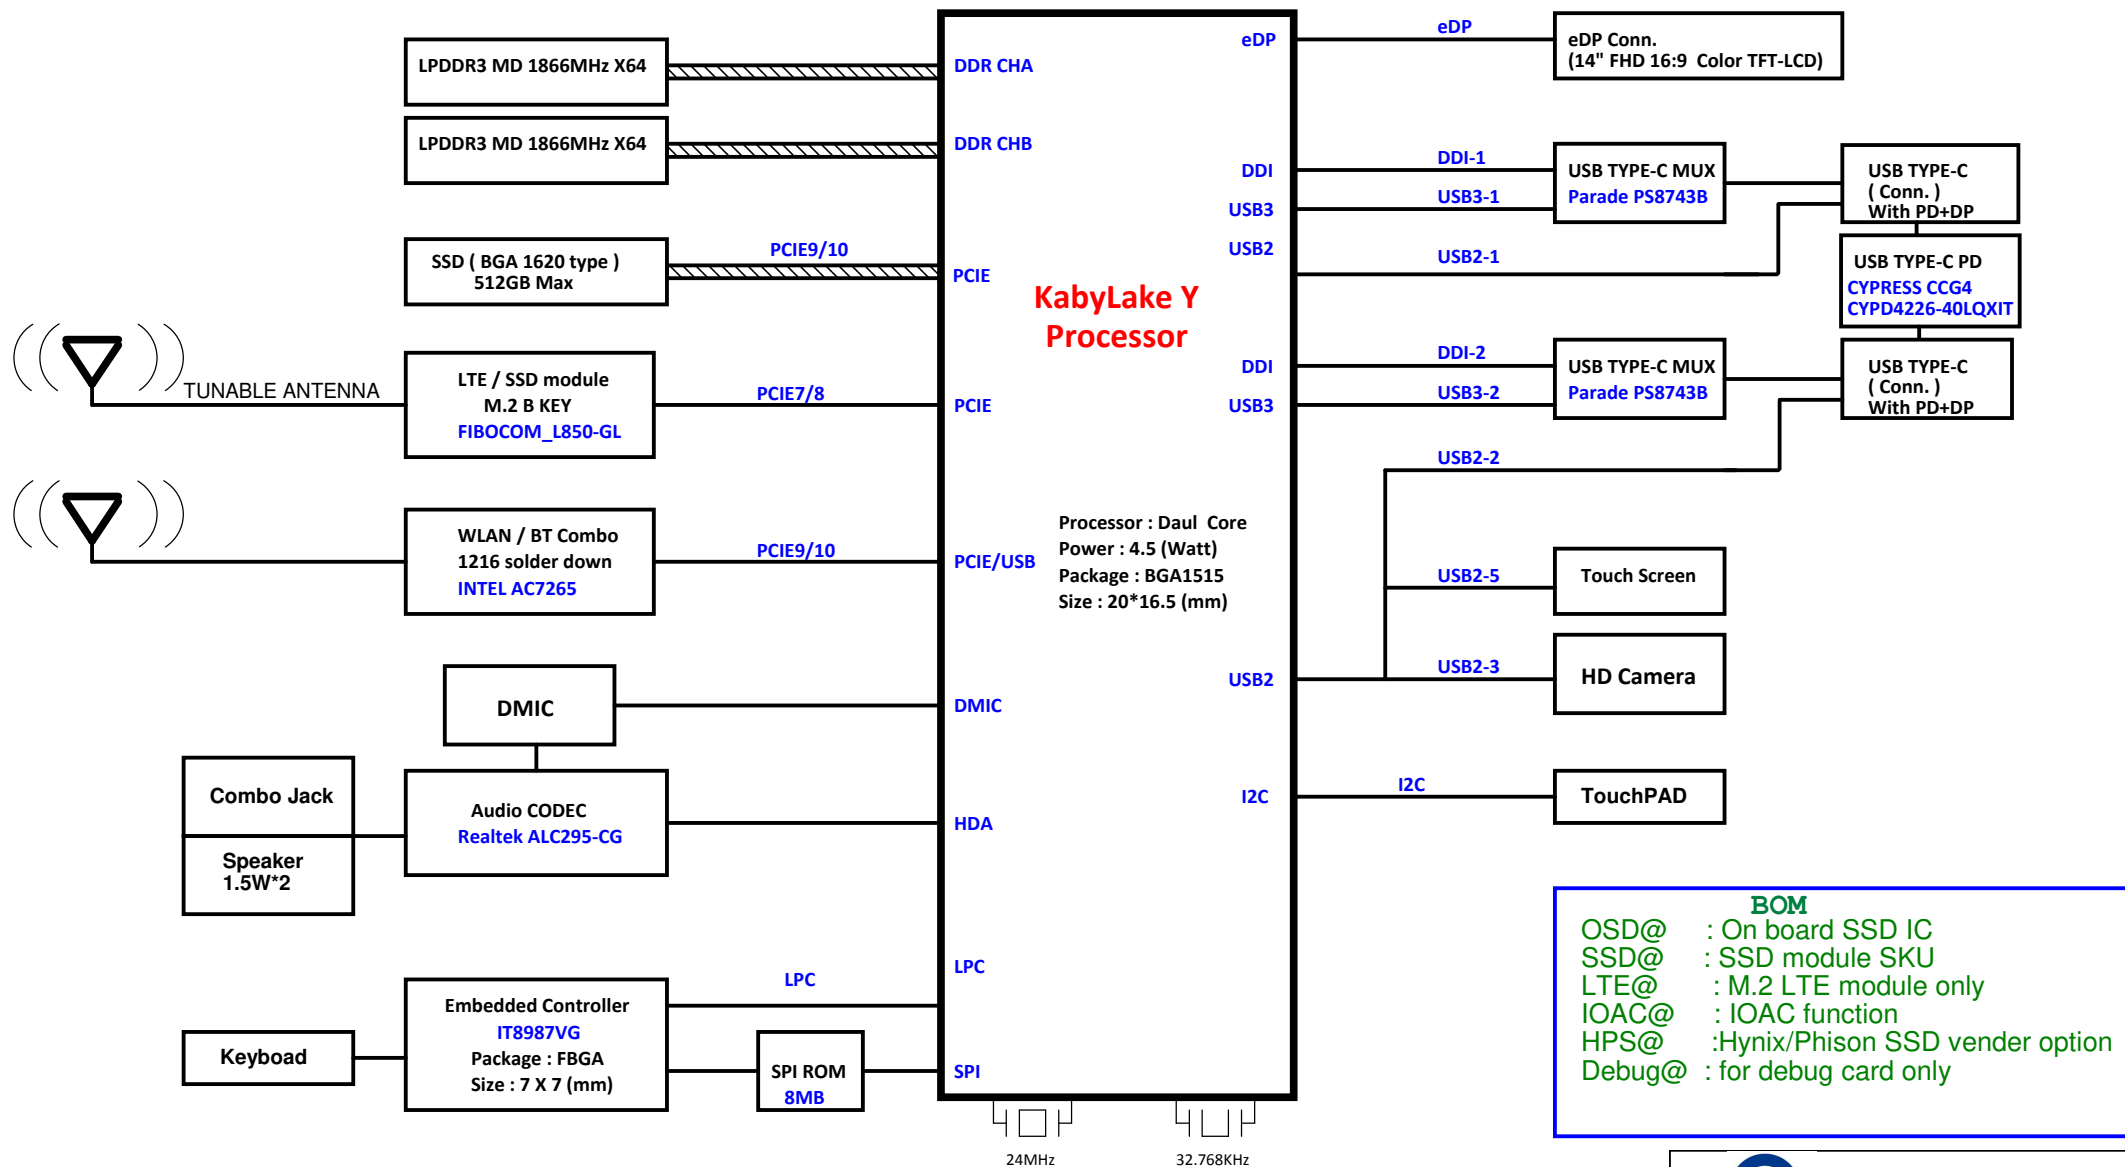 LPDDR3 MD 1866MHz X64
LPDDR3 MD 1866MHz X64
SSD ( BGA 1620 type )
512GB Max
PCIE9/10
TUNABLE ANTENNA
LTE / SSD module
M.2 B KEY
FIBOCOM_L850-GL
PCIE7/8
WLAN / BT Combo
1216 solder down
INTEL AC7265
PCIE9/10
DMIC
Combo Jack
Speaker
1.5W*2
Audio CODEC
Realtek ALC295-CG
Keyboad
Embedded Controller
IT8987VG
Package : FBGA
Size : 7 X 7 (mm)
LPC
SPI ROM
8MB
DDR CHA
DDR CHB
PCIE
PCIE
PCIE/USB
DMIC
HDA
LPC
SPI
KabyLake Y
Processor
Processor : Daul Core
Power : 4.5 (Watt)
Package : BGA1515
Size : 20*16.5 (mm)
24MHz
32.768KHz
eDP
DDI
USB3
USB2
DDI
USB3
USB2
I2C
eDP
DDI-1
USB3-1
USB2-1
DDI-2
USB3-2
USB2-2
USB2-5
USB2-3
I2C
eDP Conn.
(14" FHD 16:9 Color TFT-LCD)
USB TYPE-C MUX
Parade PS8743B
USB TYPE-C
( Conn. )
With PD+DP
USB TYPE-C PD
CYPRESS CCG4
CYPD4226-40LQXIT
USB TYPE-C MUX
Parade PS8743B
USB TYPE-C
( Conn. )
With PD+DP
Touch Screen
HD Camera
TouchPAD
BOM
OSD@ : On board SSD IC
SSD@ : SSD module SKU
LTE@ : M.2 LTE module only
IOAC@ : IOAC function
HPS@ :Hynix/Phison SSD vender option
Debug@ : for debug card only